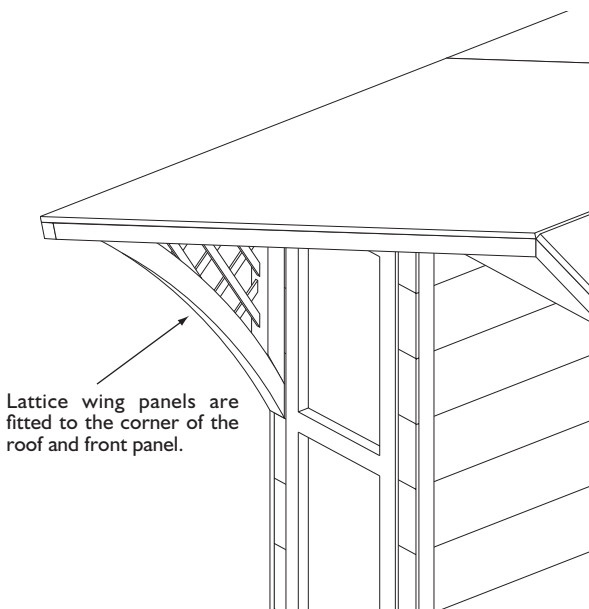 Lattice wing panels are
fitted to the corner of the
roof and front panel.